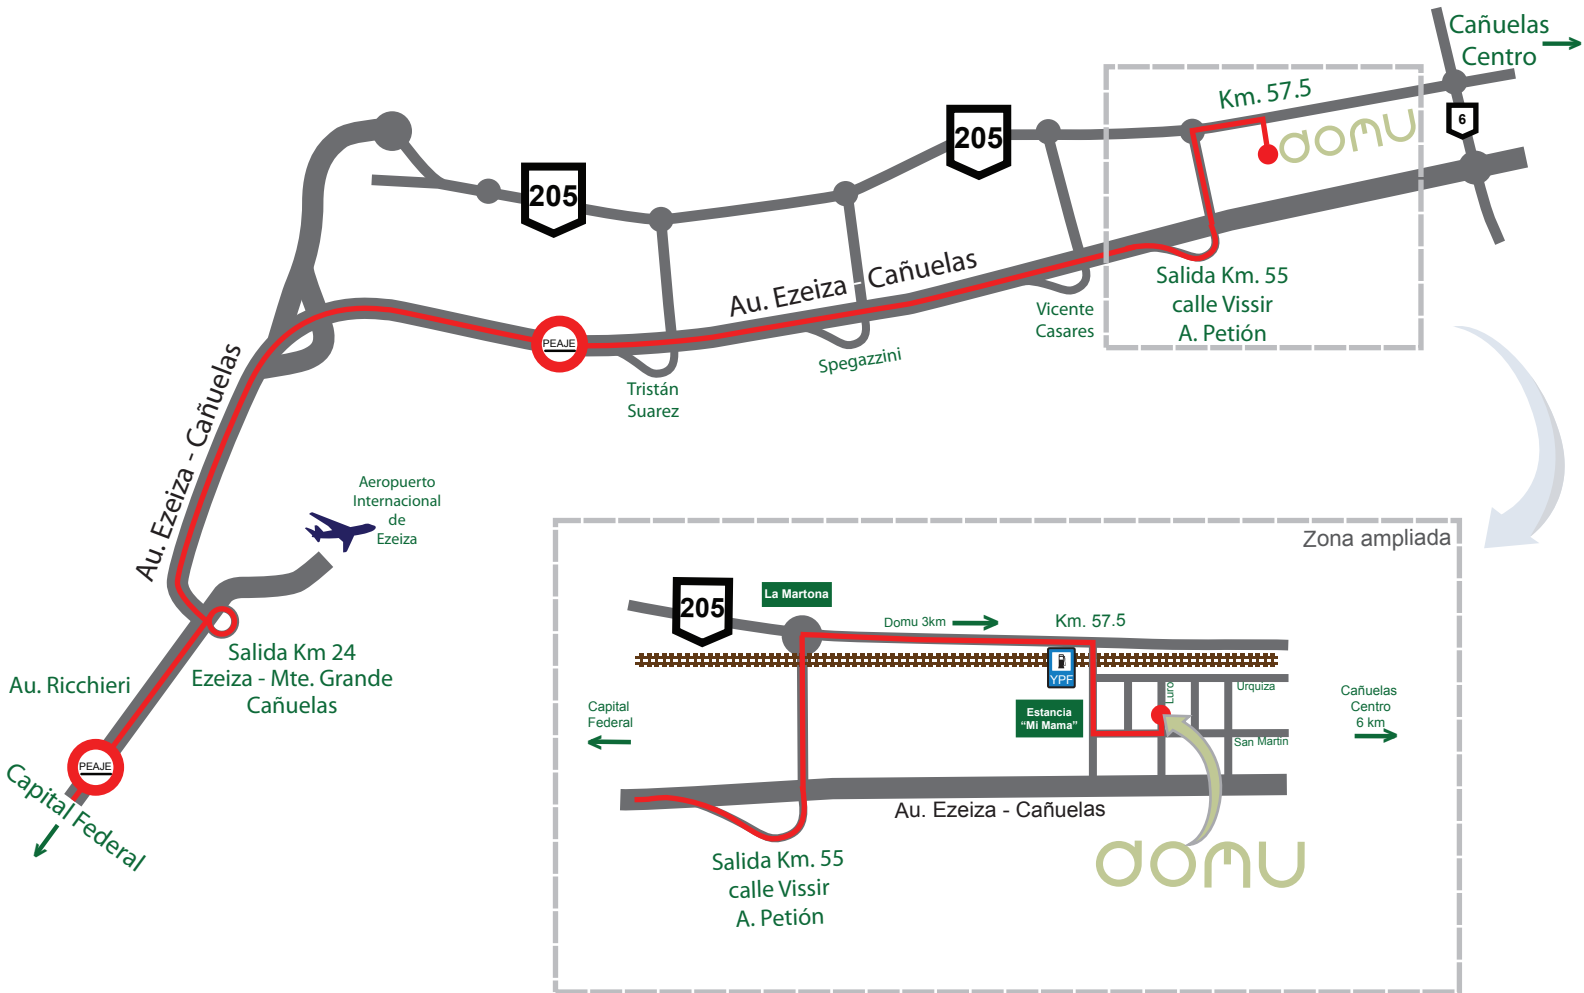 Cañuelas
Centro
6
Km. 57.5
domu
205
205
Au. Ezeiza - Cañuelas
Salida Km. 55
calle Vissir
A. Petión
Vicente
Casares
Spegazzini
PEAJE
Tristán
Suarez
Au. Ezeiza - Cañuelas
Aeropuerto
Internacional
de
Ezeiza
Salida Km 24
Ezeiza - Mte. Grande
Cañuelas
Au. Ricchieri
PEAJE
Capital Federal
Zona ampliada
205
La Martona
Domu 3km
Km. 57.5
YPF
Luro
Urquiza
Estancia
“Mi Mama”
San Martin
Capital
Federal
Cañuelas
Centro
6 km
Au. Ezeiza - Cañuelas
Salida Km. 55
calle Vissir
A. Petión
domu